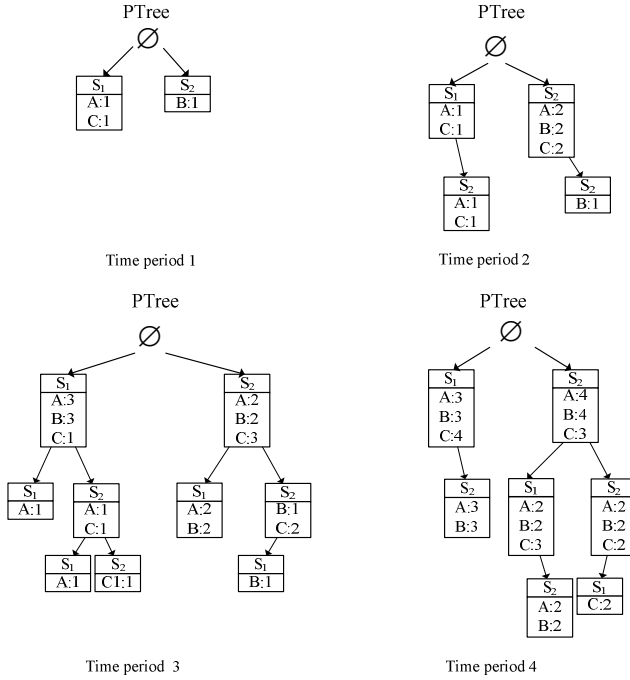 PTree
∅
S1
A:1
C:1
S2
B:1
Time period 1
PTree
∅
S1
A:1
C:1
S2
A:2
B:2
C:2
S2
A:1
C:1
S2
B:1
Time period 2
PTree
∅
S1
A:3
B:3
C:1
S2
A:2
B:2
C:3
S1
A:1
S2
A:1
C:1
S1
A:2
B:2
S2
B:1
C:2
S1
A:1
S2
C1:1
S1
B:1
Time period 3
PTree
∅
S1
A:3
B:3
C:4
S2
A:4
B:4
C:3
S2
A:3
B:3
S1
A:2
B:2
C:3
S2
A:2
B:2
C:2
S2
A:2
B:2
S1
C:2
Time period 4